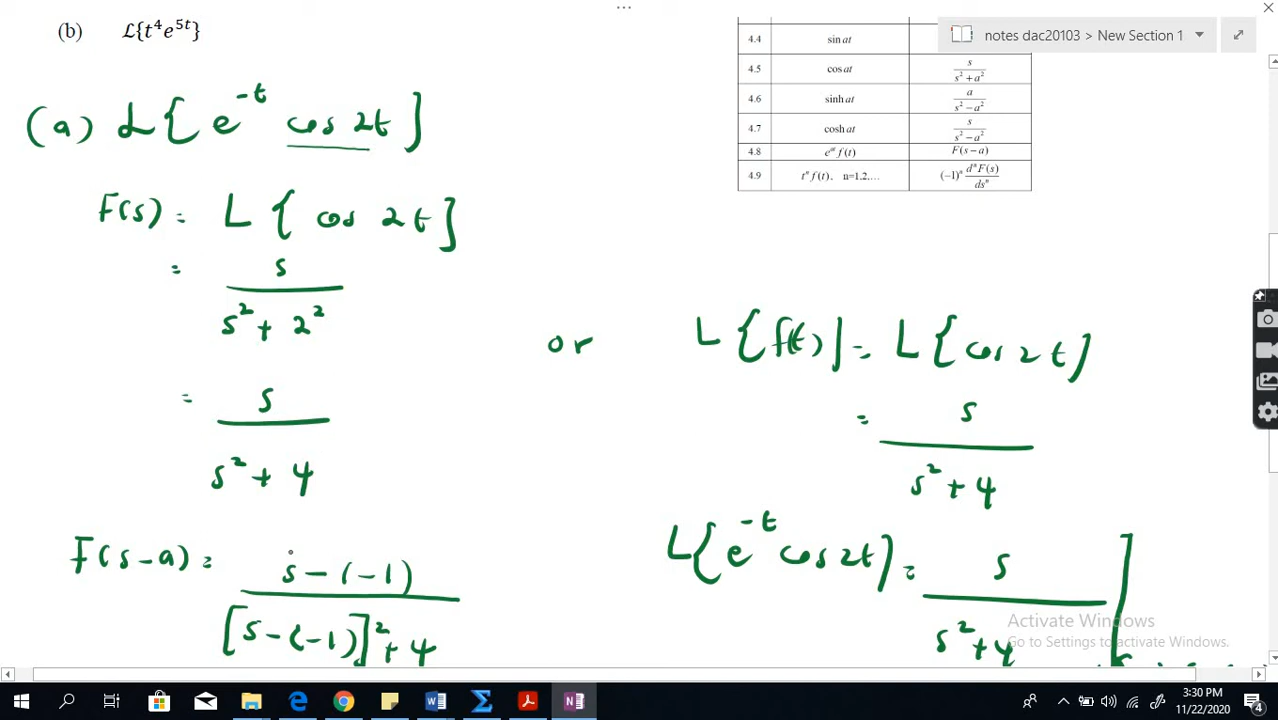 ...
(b) ℒ{t⁴e⁵ᵗ}
notes dac20103 > New Section 1
4.4 sin at
4.5 cos at s/(s² + a²)
4.6 sinh at a/(s² − a²)
4.7 cosh at s/(s² − a²)
4.8 eᵃᵗ f(t) F(s − a)
4.9 tⁿ f(t), n=1,2,... (−1)ⁿ dⁿF(s)/dsⁿ
(a) ℒ{ e⁻ᵗ cos 2t }
F(s) = L { cos 2t }
= s/(s² + 2²)
= s/(s² + 4)
F(s-a) = s-(-1)/([s-(-1)]² + 4)
or
L{f(t)} = L{cos 2t}
= s/(s² + 4)
L{e⁻ᵗ cos 2t} = s/(s² + 4)
Activate Windows
Go to Settings to activate Windows.
3:30 PM
11/22/2020
4